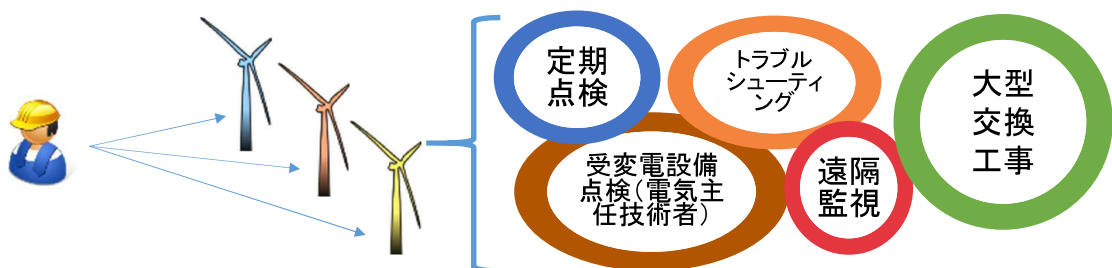 定期
点検
トラブル
シューティ
ング
大型
交換
工事
受変電設備
点検（電気主
任技術者）
遠隔
監視